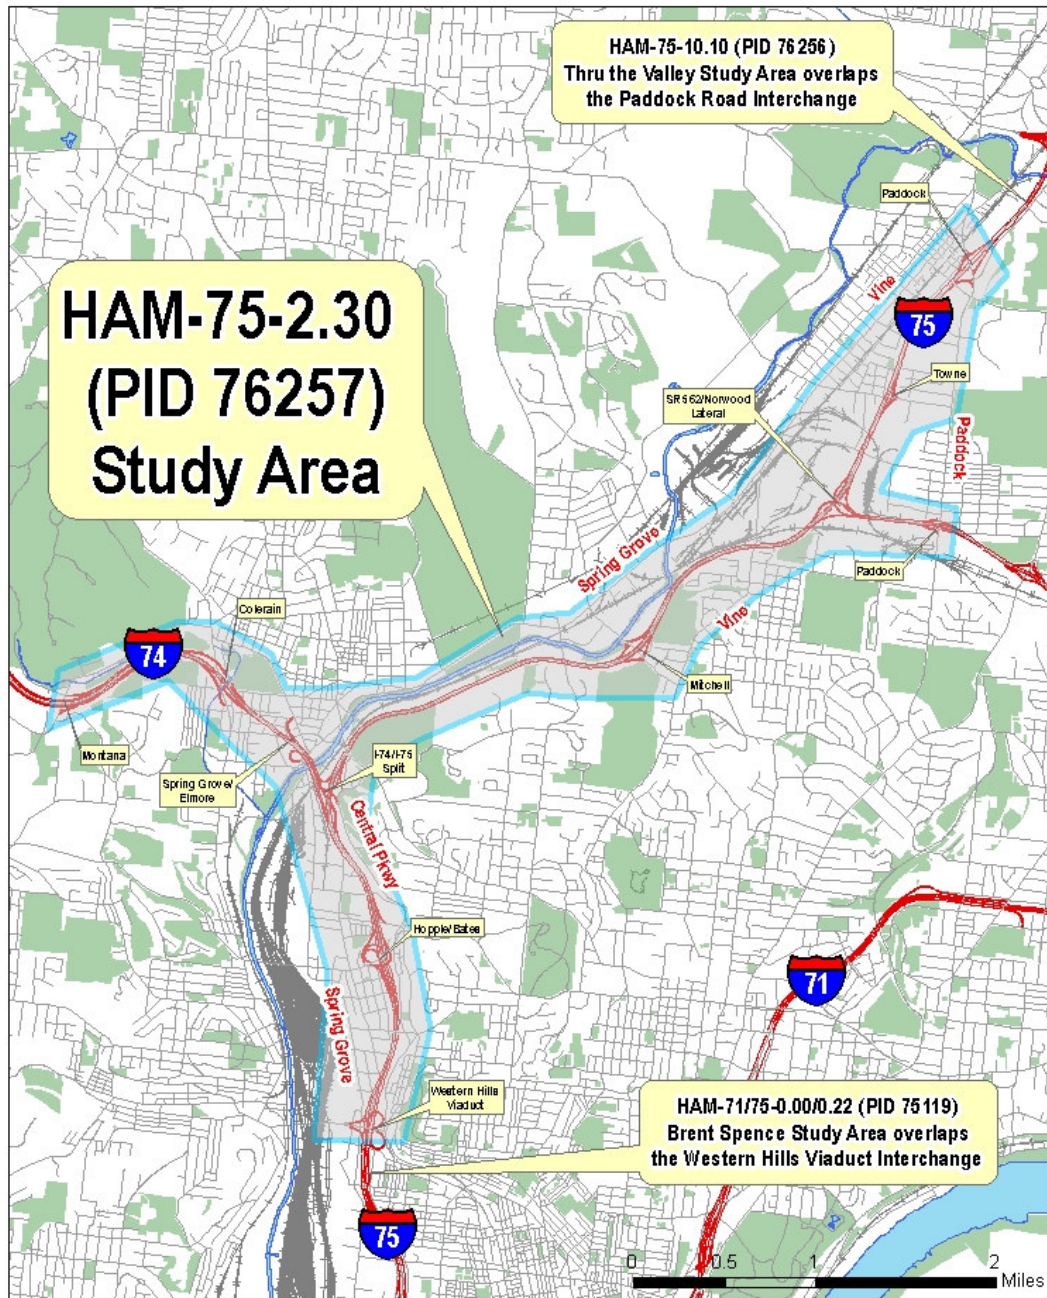 HAM-75-10.10 (PID 76256)
Thru the Valley Study Area overlaps
the Paddock Road Interchange
Paddock
HAM-75-2.30
(PID 76257)
Study Area
Vine
75
Towne
SR562/Norwood
Lateral
Paddock
Spring Grove
Paddock
Vine
Colerain
74
Mitchell
Montana
I-74/I-75
Split
Spring Grove/
Elmore
Central Pkwy
Hopple/Bates
71
Spring Grove
Western Hills
Viaduct
HAM-71/75-0.00/0.22 (PID 75119)
Brent Spence Study Area overlaps
the Western Hills Viaduct Interchange
75
0 0.5 1 2
Miles